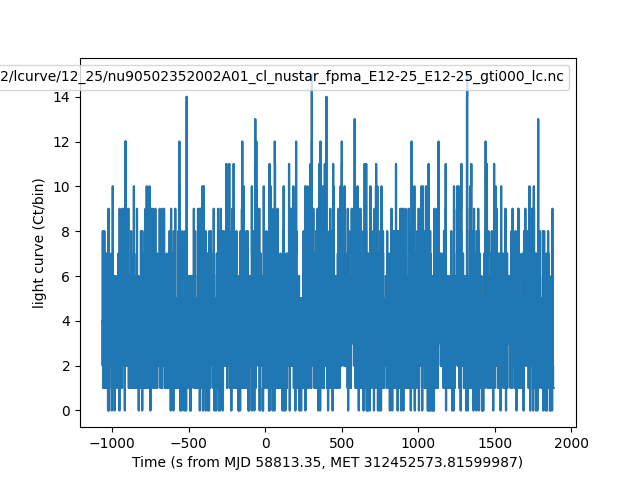 2/lcurve/12_25/nu90502352002A01_cl_nustar_fpma_E12-25_E12-25_gti000_lc.nc
14
12
10
8
6
4
2
0
light curve (Ct/bin)
−1000 −500 0 500 1000 1500 2000
Time (s from MJD 58813.35, MET 312452573.81599987)